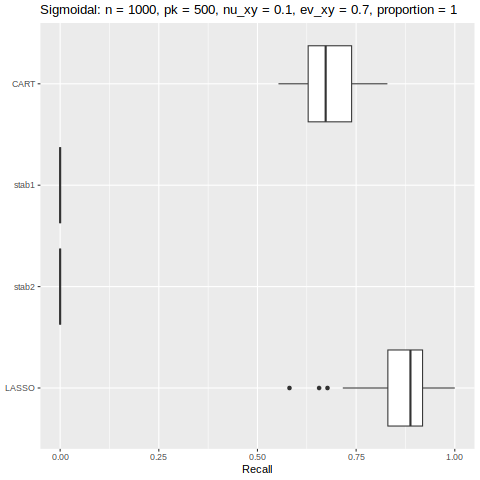 Sigmoidal: n = 1000, pk = 500, nu_xy = 0.1, ev_xy = 0.7, proportion = 1
CART
stab1
stab2
LASSO
0.00 0.25 0.50 0.75 1.00
Recall